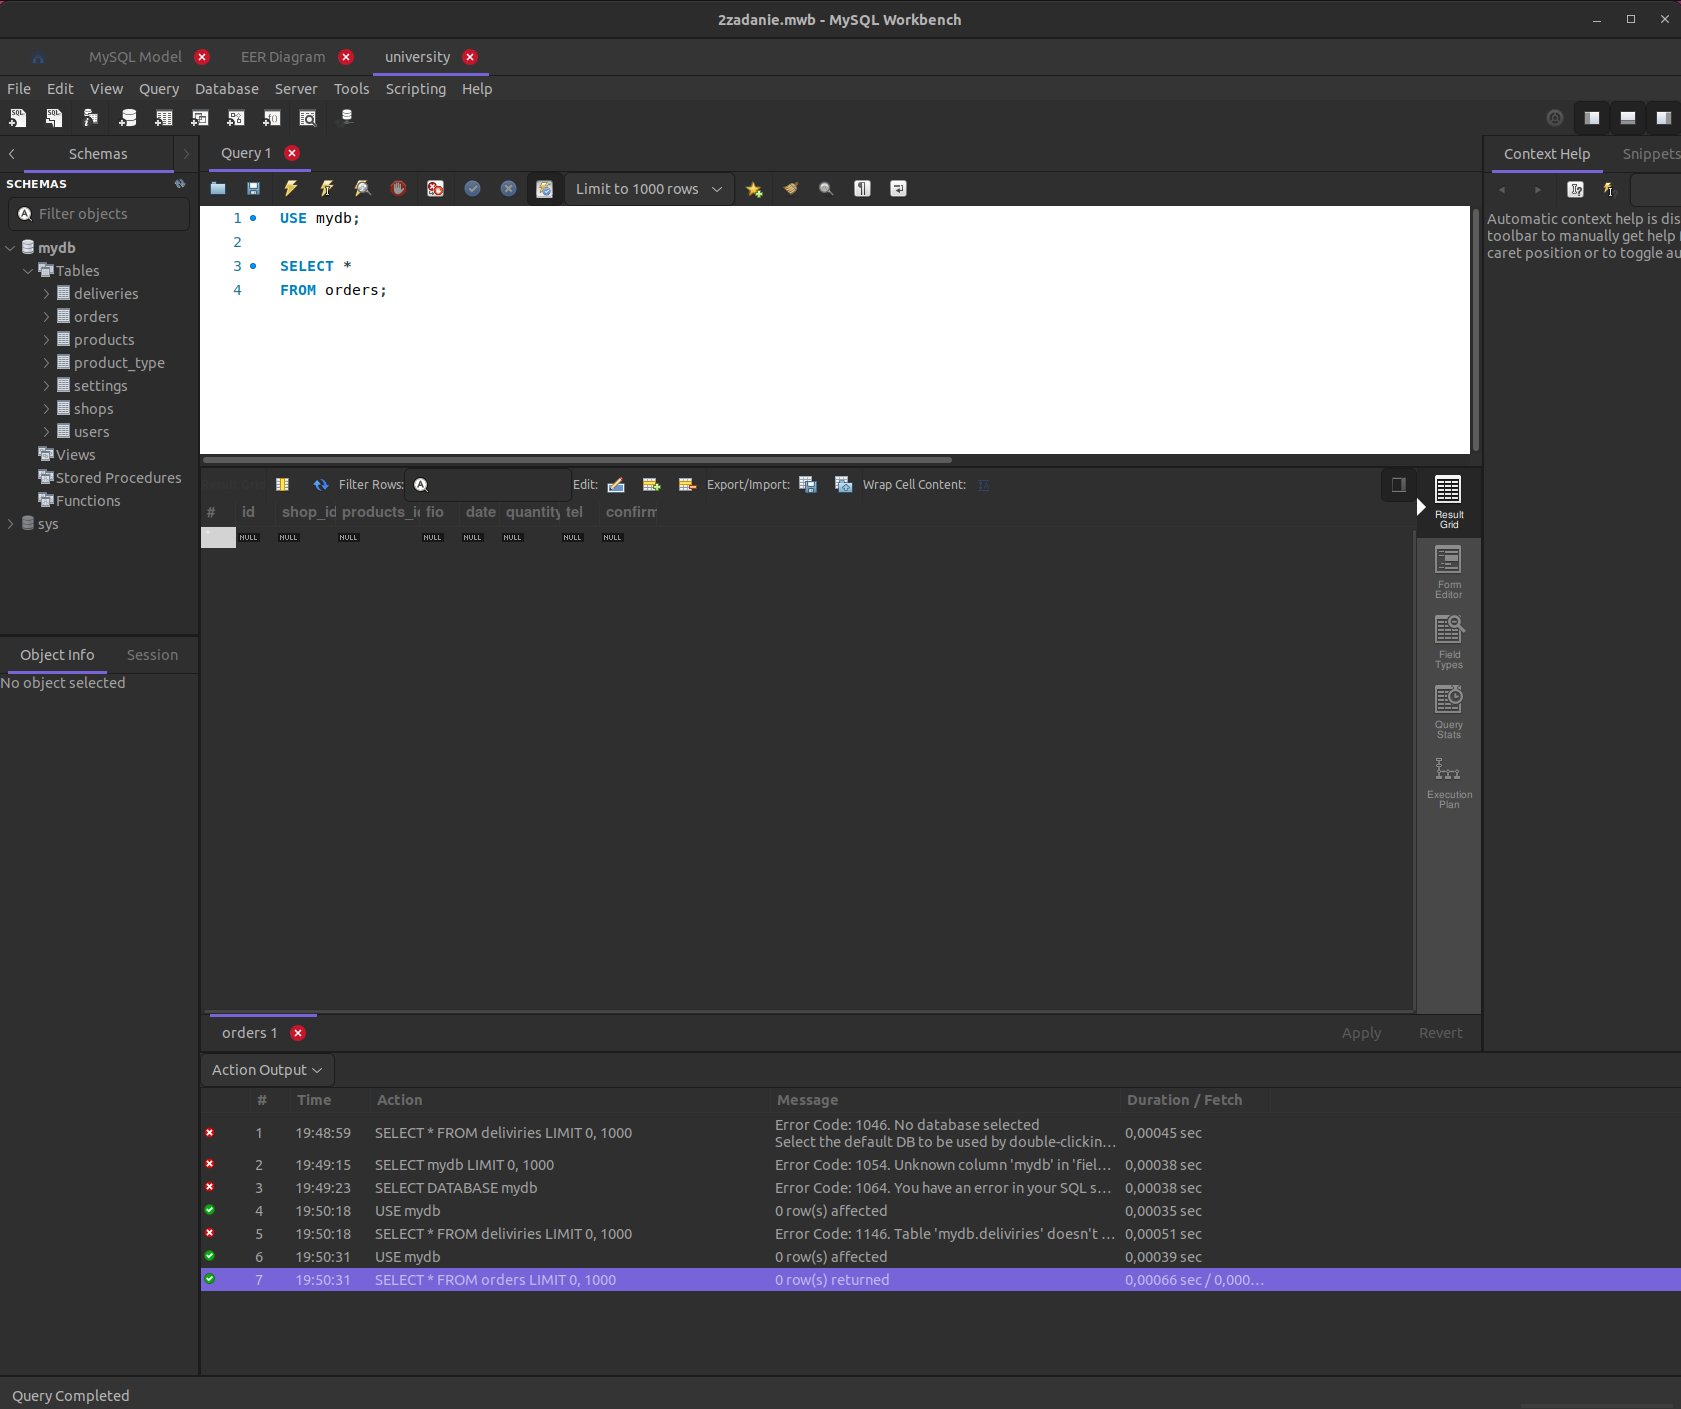 2zadanie.mwb - MySQL Workbench
MySQL Model EER Diagram university
File Edit View Query Database Server Tools Scripting Help
Schemas
SCHEMAS
Filter objects
mydb
Tables
deliveries
orders
products
product_type
settings
shops
users
Views
Stored Procedures
Functions
sys
Object Info Session
No object selected
Query 1
Limit to 1000 rows
1 USE mydb;
2
3 SELECT *
4 FROM orders;
Filter Rows: Edit: Export/Import: Wrap Cell Content:
# id shop_id products_ fio date quantity tel confirm
NULL NULL NULL NULL NULL NULL NULL NULL
Result
Grid
Form
Editor
Field
Types
Query
Stats
Execution
Plan
orders 1 Apply Revert
Context Help Snippets
Automatic context help is dis
toolbar to manually get help
caret position or to toggle au
Action Output
# Time Action Message Duration / Fetch
1 19:48:59 SELECT * FROM deliviries LIMIT 0, 1000 Error Code: 1046. No database selected
Select the default DB to be used by double-clickin... 0,00045 sec
2 19:49:15 SELECT mydb LIMIT 0, 1000 Error Code: 1054. Unknown column 'mydb' in 'fiel... 0,00038 sec
3 19:49:23 SELECT DATABASE mydb Error Code: 1064. You have an error in your SQL s... 0,00038 sec
4 19:50:18 USE mydb 0 row(s) affected 0,00035 sec
5 19:50:18 SELECT * FROM deliviries LIMIT 0, 1000 Error Code: 1146. Table 'mydb.deliviries' doesn't ... 0,00051 sec
6 19:50:31 USE mydb 0 row(s) affected 0,00039 sec
7 19:50:31 SELECT * FROM orders LIMIT 0, 1000 0 row(s) returned 0,00066 sec / 0,000...
Query Completed